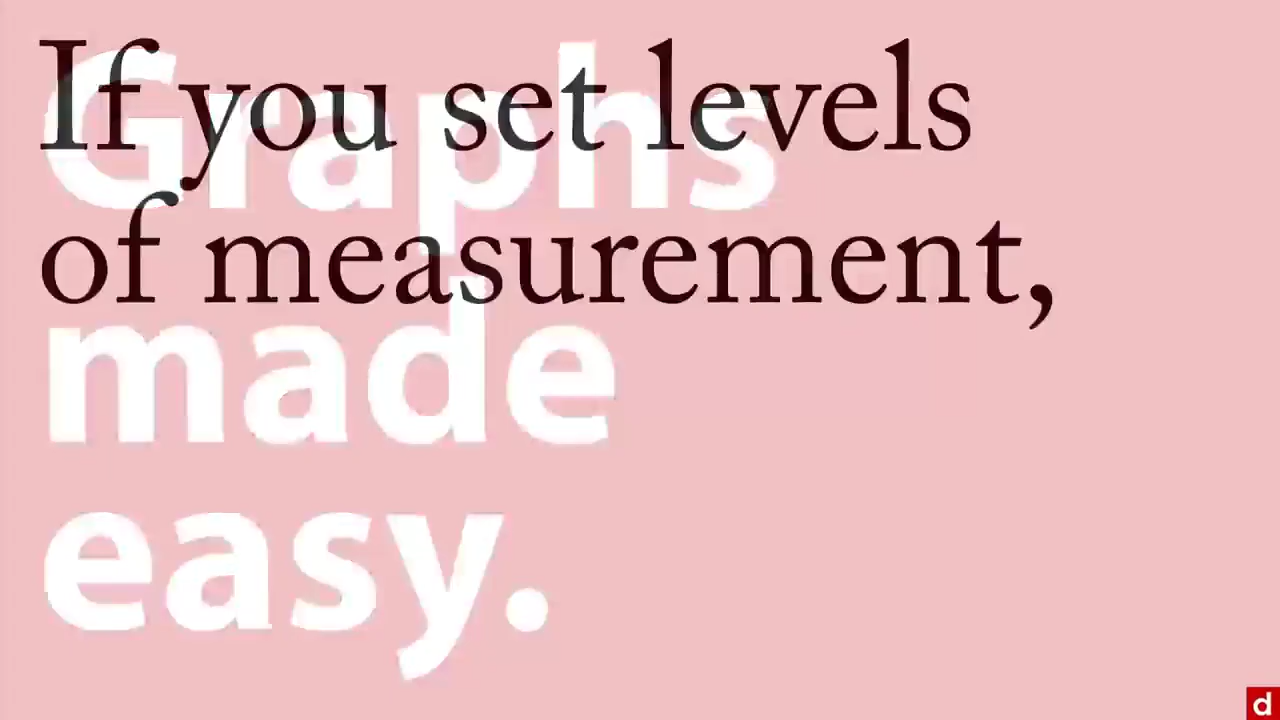 If you set levels
of measurement,
Graphs
made
easy.
d